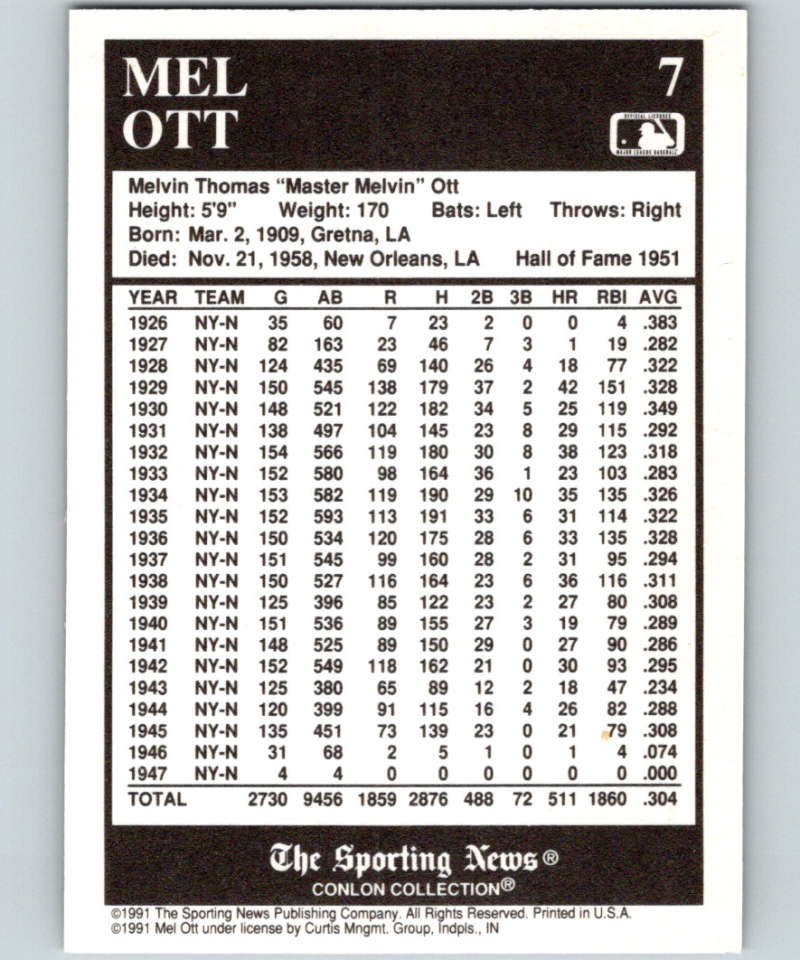 MEL 7
OTT
OFFICIAL LICENSEE
MAJOR LEAGUE BASEBALL
Melvin Thomas “Master Melvin” Ott
Height: 5'9" Weight: 170 Bats: Left Throws: Right
Born: Mar. 2, 1909, Gretna, LA
Died: Nov. 21, 1958, New Orleans, LA Hall of Fame 1951
YEAR TEAM G AB R H 2B 3B HR RBI AVG
1926 NY-N 35 60 7 23 2 0 0 4 .383
1927 NY-N 82 163 23 46 7 3 1 19 .282
1928 NY-N 124 435 69 140 26 4 18 77 .322
1929 NY-N 150 545 138 179 37 2 42 151 .328
1930 NY-N 148 521 122 182 34 5 25 119 .349
1931 NY-N 138 497 104 145 23 8 29 115 .292
1932 NY-N 154 566 119 180 30 8 38 123 .318
1933 NY-N 152 580 98 164 36 1 23 103 .283
1934 NY-N 153 582 119 190 29 10 35 135 .326
1935 NY-N 152 593 113 191 33 6 31 114 .322
1936 NY-N 150 534 120 175 28 6 33 135 .328
1937 NY-N 151 545 99 160 28 2 31 95 .294
1938 NY-N 150 527 116 164 23 6 36 116 .311
1939 NY-N 125 396 85 122 23 2 27 80 .308
1940 NY-N 151 536 89 155 27 3 19 79 .289
1941 NY-N 148 525 89 150 29 0 27 90 .286
1942 NY-N 152 549 118 162 21 0 30 93 .295
1943 NY-N 125 380 65 89 12 2 18 47 .234
1944 NY-N 120 399 91 115 16 4 26 82 .288
1945 NY-N 135 451 73 139 23 0 21 79 .308
1946 NY-N 31 68 2 5 1 0 1 4 .074
1947 NY-N 4 4 0 0 0 0 0 0 .000
TOTAL 2730 9456 1859 2876 488 72 511 1860 .304
The Sporting News®
CONLON COLLECTION®
©1991 The Sporting News Publishing Company. All Rights Reserved. Printed in U.S.A.
©1991 Mel Ott under license by Curtis Mngmt. Group, Indpls., IN